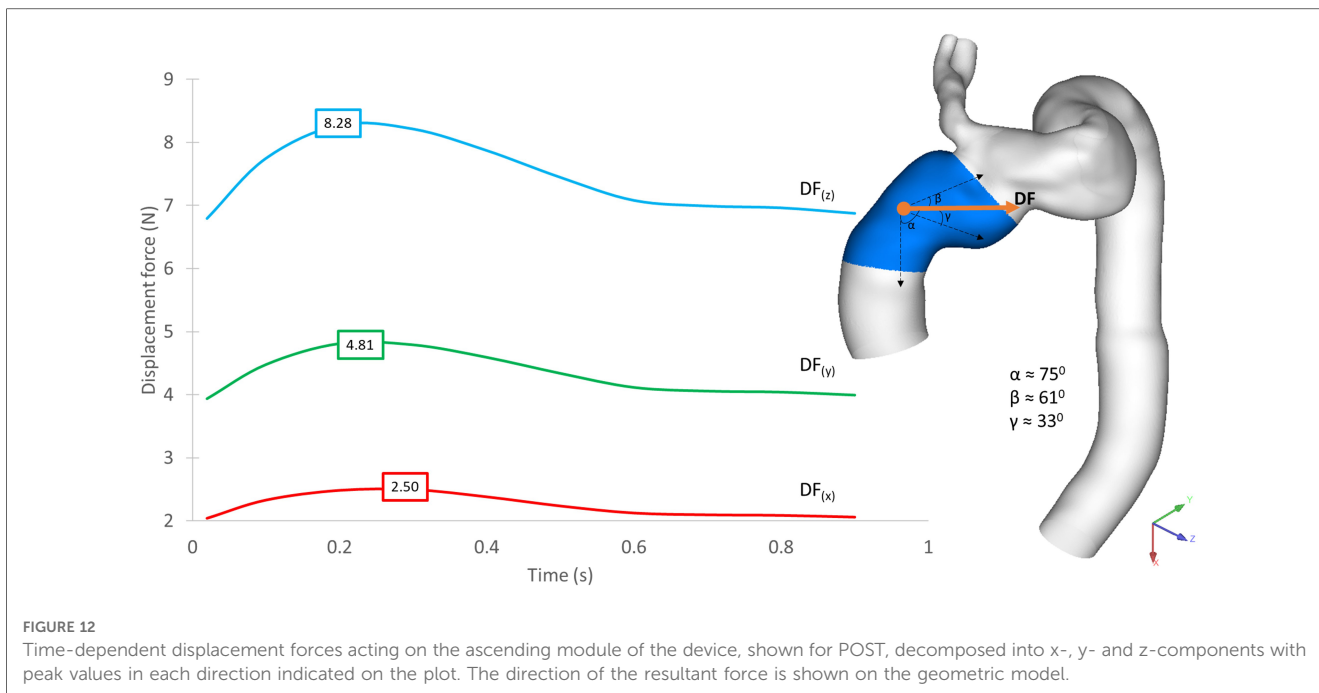 9
8
7
6
5
4
3
2
0
0.2
0.4
0.6
0.8
1
Displacement force (N)
Time (s)
8.28
4.81
2.50
DF(z)
DF(y)
DF(x)
β
DF
γ
α
α ≈ 75⁰
β ≈ 61⁰
γ ≈ 33⁰
Y
Z
X
FIGURE 12
Time-dependent displacement forces acting on the ascending module of the device, shown for POST, decomposed into x-, y- and z-components with
peak values in each direction indicated on the plot. The direction of the resultant force is shown on the geometric model.